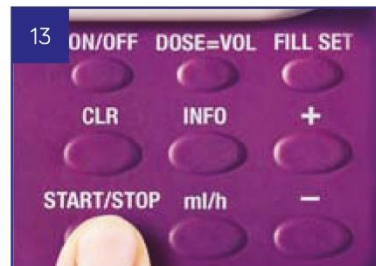 13
ON/OFF DOSE=VOL FILL SET
CLR INFO +
START/STOP ml/h −